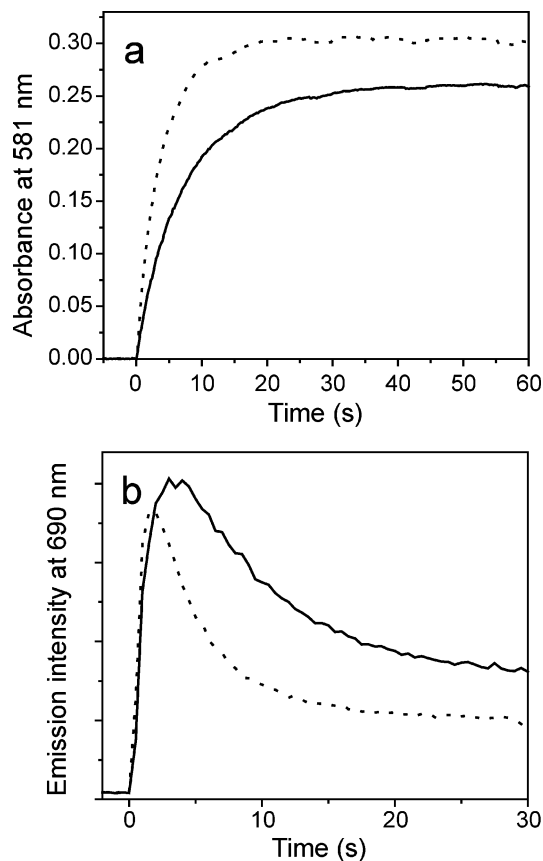 a
Absorbance at 581 nm
0.30
0.25
0.20
0.15
0.10
0.05
0.00
0 10 20 30 40 50 60
Time (s)
b
Emission intensity at 690 nm
0 10 20 30
Time (s)